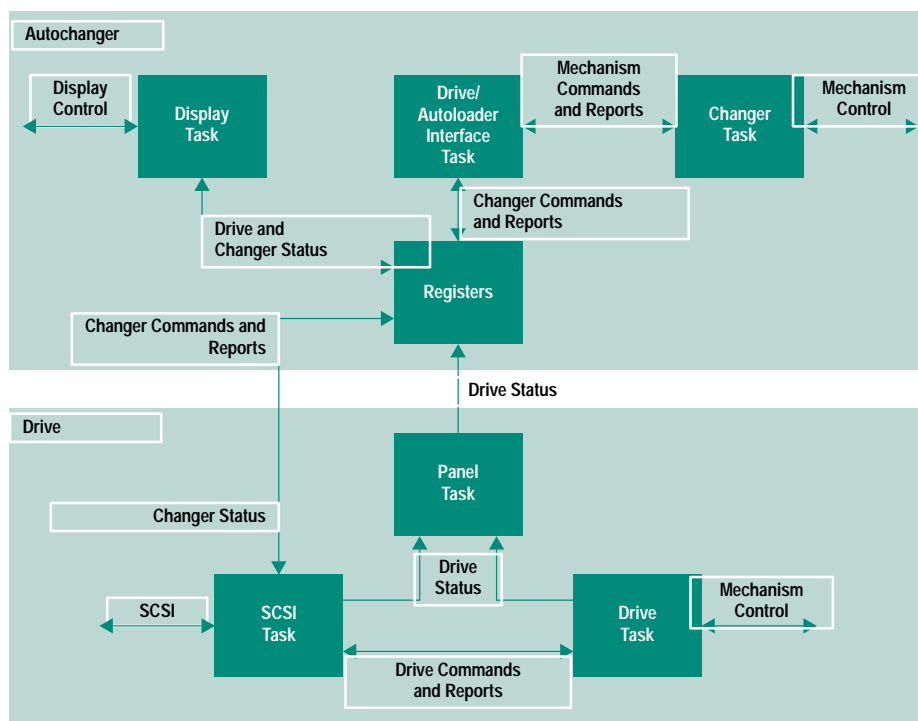 Autochanger
Display
Control
Display
Task
Drive/
Autoloader
Interface
Task
Mechanism
Commands
and Reports
Changer
Task
Mechanism
Control
Changer Commands
and Reports
Drive and
Changer Status
Registers
Changer Commands and
Reports
Drive Status
Drive
Panel
Task
Changer Status
Drive
Status
SCSI
SCSI
Task
Drive
Task
Mechanism
Control
Drive Commands
and Reports